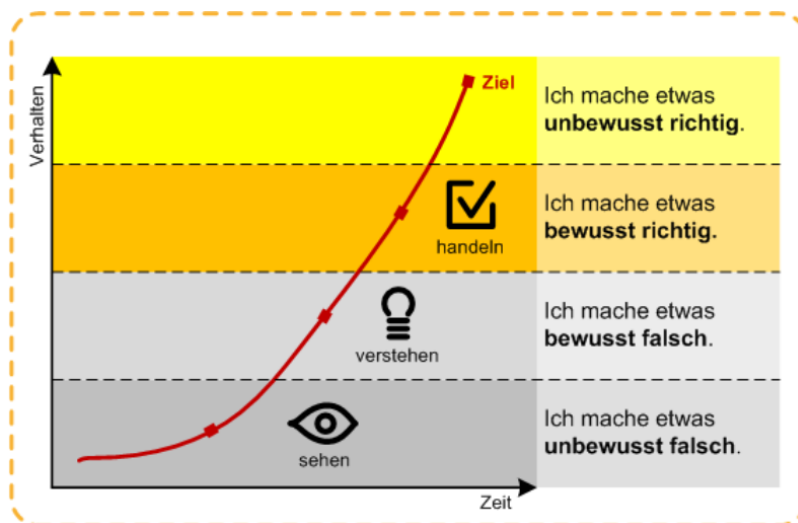 Verhalten
Ziel
Ich mache etwas
unbewusst richtig.
handeln
Ich mache etwas
bewusst richtig.
verstehen
Ich mache etwas
bewusst falsch.
sehen
Ich mache etwas
unbewusst falsch.
Zeit